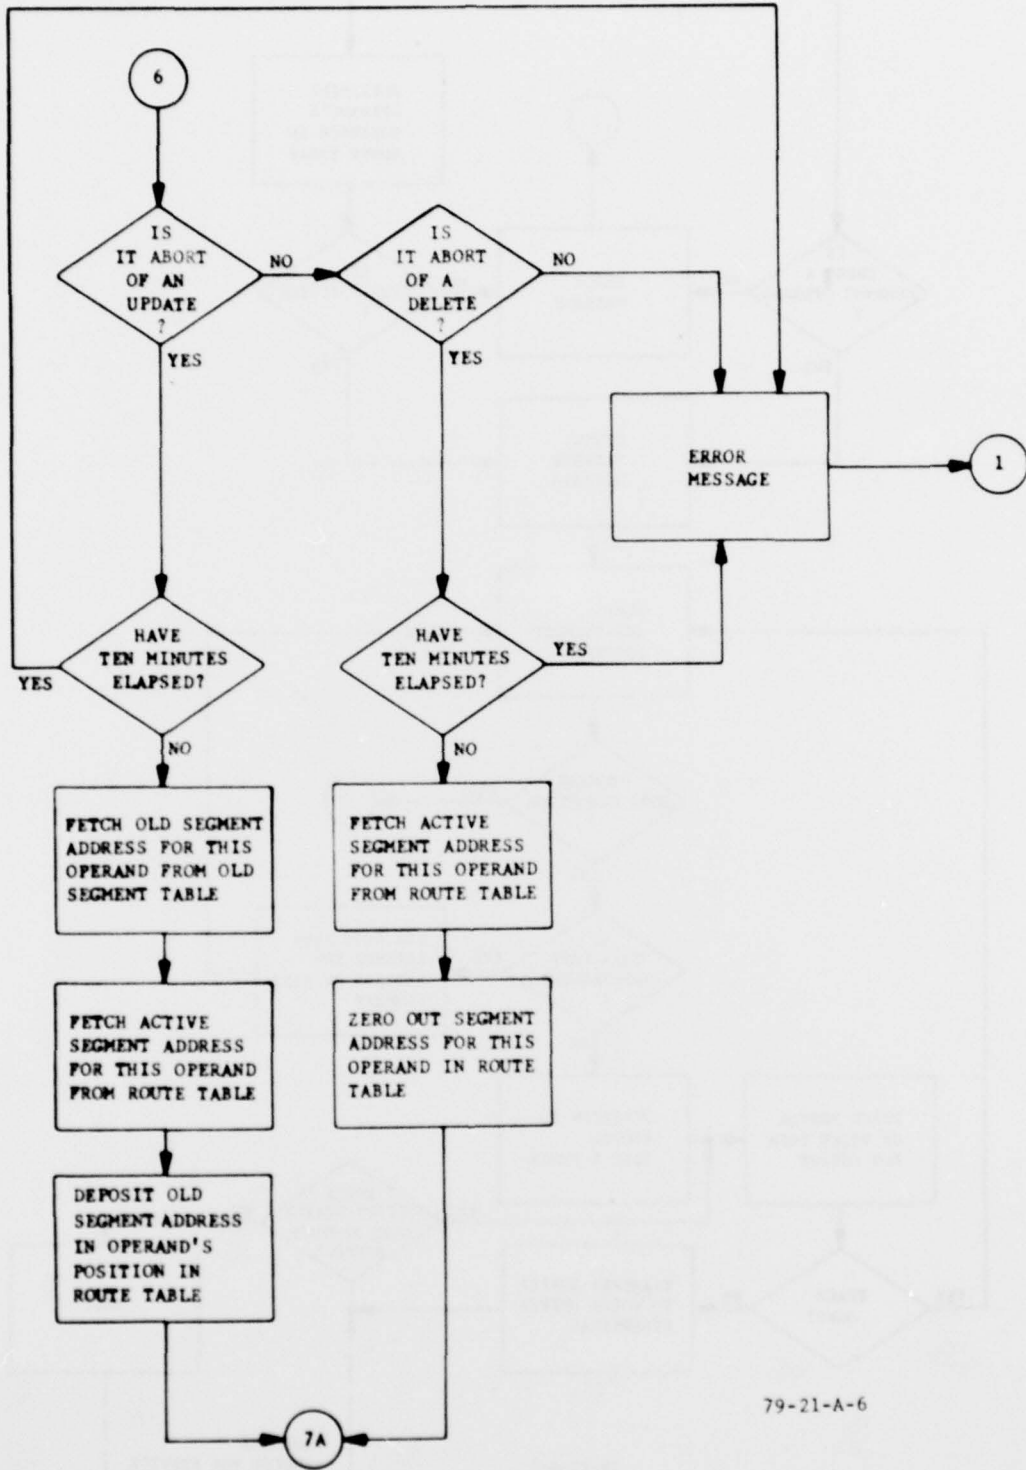 6
IS
IT ABORT
OF AN
UPDATE
?
NO
YES
IS
IT ABORT
OF A
DELETE
?
NO
YES
ERROR
MESSAGE
1
HAVE
TEN MINUTES
ELAPSED?
YES
NO
HAVE
TEN MINUTES
ELAPSED?
YES
NO
FETCH OLD SEGMENT
ADDRESS FOR THIS
OPERAND FROM OLD
SEGMENT TABLE
FETCH ACTIVE
SEGMENT ADDRESS
FOR THIS OPERAND
FROM ROUTE TABLE
FETCH ACTIVE
SEGMENT ADDRESS
FOR THIS OPERAND
FROM ROUTE TABLE
ZERO OUT SEGMENT
ADDRESS FOR THIS
OPERAND IN ROUTE
TABLE
DEPOSIT OLD
SEGMENT ADDRESS
IN OPERAND'S
POSITION IN
ROUTE TABLE
7A
79-21-A-6